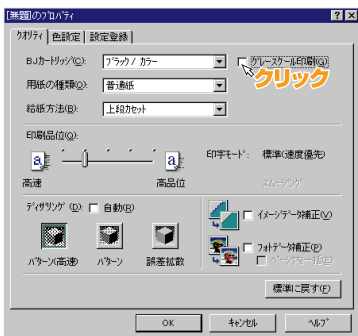 [無題]のプロパティ
クオリティ 色設定 設定登録
BJカートリッジ(C): ブラック / カラー グレースケール印刷(G)
クリック
用紙の種類(O): 普通紙
給紙方法(P): 上段カセット
印刷品位(Q):
a a 印字モード: 標準(速度優先)
高速 高品位 スムージング
ディザリング (D): 自動(R) イメージデータ補正(V)
フォトデータ補正(P)
パターン(高速) パターン 誤差拡散 ページ内一括(E)
標準に戻す(F)
OK キャンセル ヘルプ